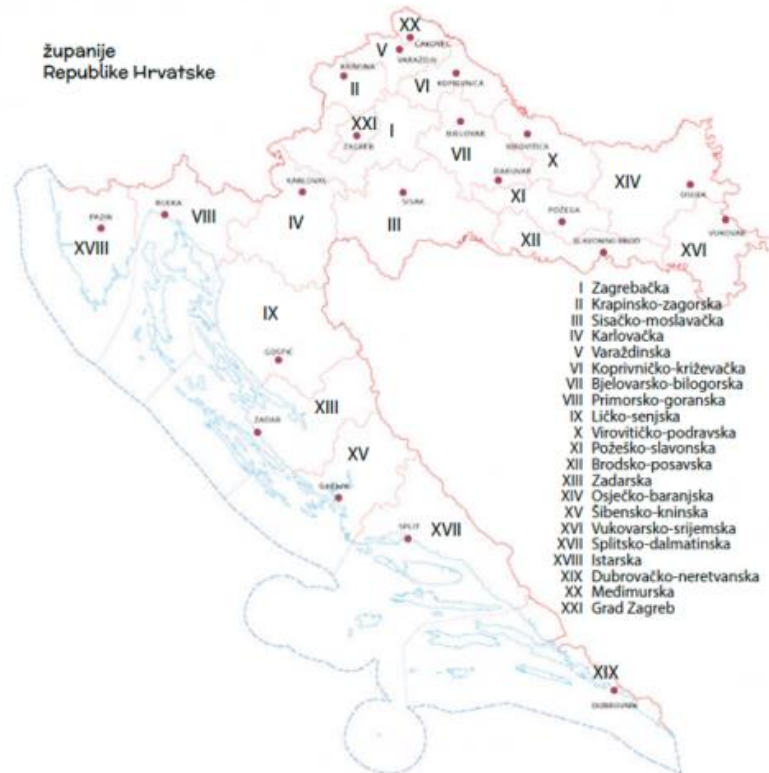 županije
Republike Hrvatske
XX
ČAKOVEC
V
VARAŽDIN
KRAPINA
II
VI
KOPRIVNICA
XXI
I
ZAGREB
BJELOVAR
VII
VIROVITICA
X
DARUVAR
XIV
OSIJEK
KARLOVAC
SISAK
XI
POŽEGA
VUKOVAR
PAZIN
RIJEKA
VIII
IV
III
XII
SLAVONSKI BROD
XVI
XVIII
IX
GOSPIĆ
XIII
ZADAR
XV
ŠIBENIK
SPLIT
XVII
XIX
DUBROVNIK
I Zagrebačka
II Krapinsko-zagorska
III Sisačko-moslavačka
IV Karlovačka
V Varaždinska
VI Koprivničko-križevačka
VII Bjelovarsko-bilogorska
VIII Primorsko-goranska
IX Ličko-senjska
X Virovitičko-podravska
XI Požeško-slavonska
XII Brodsko-posavska
XIII Zadarska
XIV Osječko-baranjska
XV Šibensko-kninska
XVI Vukovarsko-srijemska
XVII Splitsko-dalmatinska
XVIII Istarska
XIX Dubrovačko-neretvanska
XX Međimurska
XXI Grad Zagreb